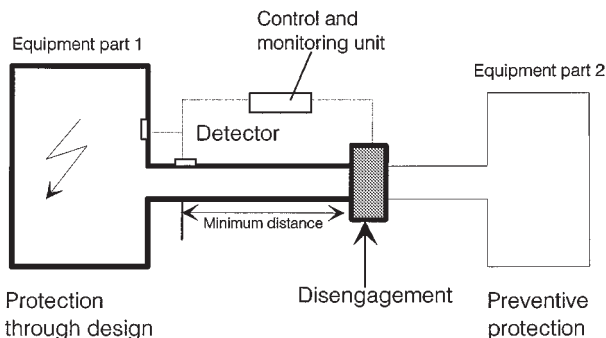 Control and
monitoring unit
Equipment part 1
Equipment part 2
Detector
Minimum distance
Disengagement
Protection
through design
Preventive
protection